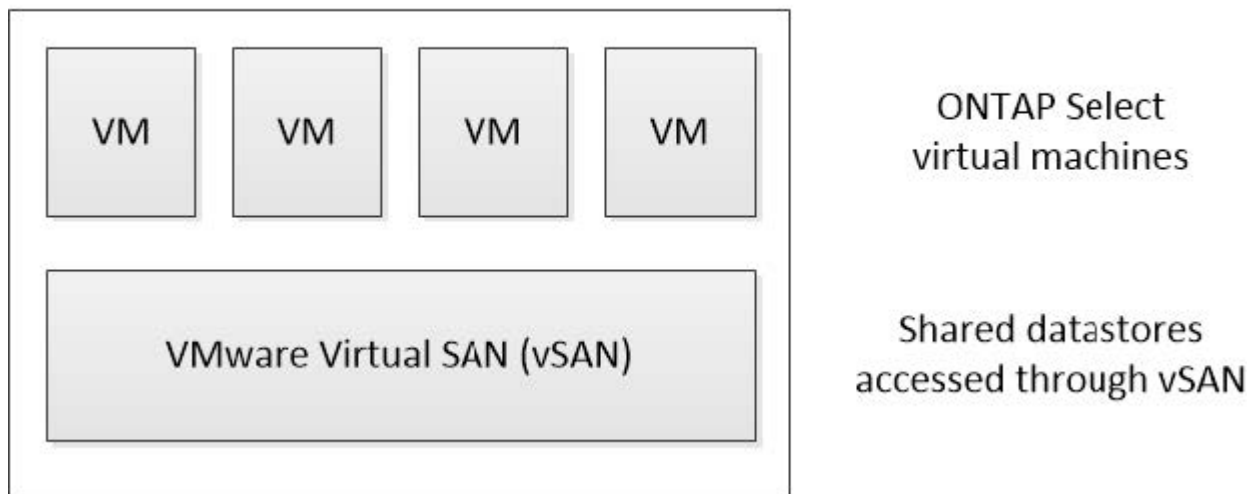 VM VM VM VM
ONTAP Select
virtual machines
VMware Virtual SAN (vSAN)
Shared datastores
accessed through vSAN